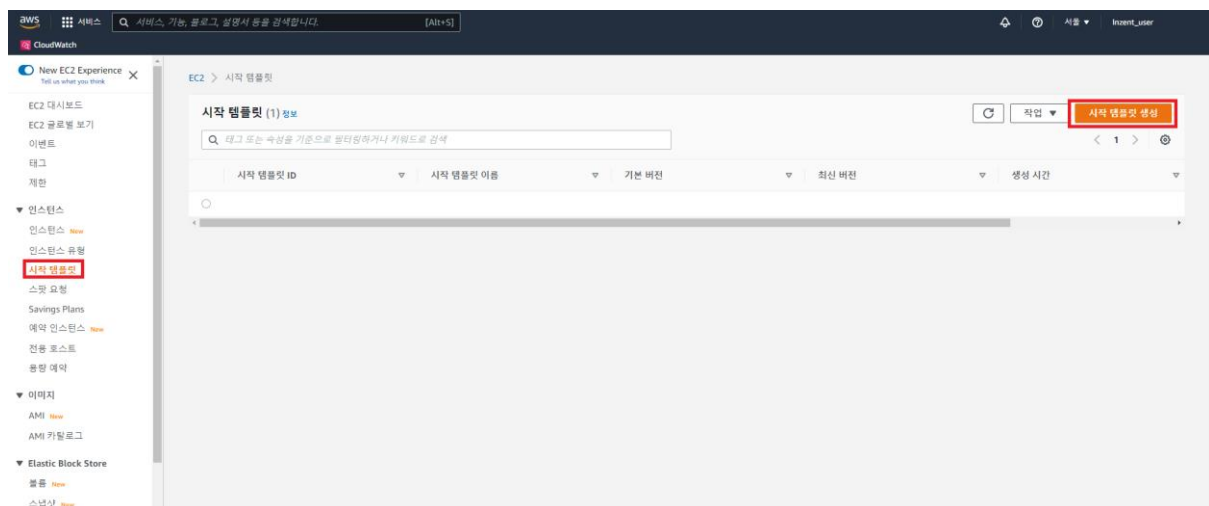 aws 서비스 서비스, 기능, 블로그, 설명서 등을 검색합니다. [Alt+S] 서울 ▼ Inzent_user
CloudWatch
New EC2 Experience
Tell us what you think
EC2 > 시작 템플릿
EC2 대시보드
EC2 글로벌 보기
이벤트
태그
제한
▼ 인스턴스
인스턴스 New
인스턴스 유형
시작 템플릿
스팟 요청
Savings Plans
예약 인스턴스 New
전용 호스트
용량 예약
▼ 이미지
AMI New
AMI 카탈로그
▼ Elastic Block Store
볼륨 New
스냅샷 New
시작 템플릿 (1) 정보
작업 ▼
시작 템플릿 생성
태그 또는 속성을 기준으로 필터링하거나 키워드로 검색
< 1 >
시작 템플릿 ID 시작 템플릿 이름 기본 버전 최신 버전 생성 시간